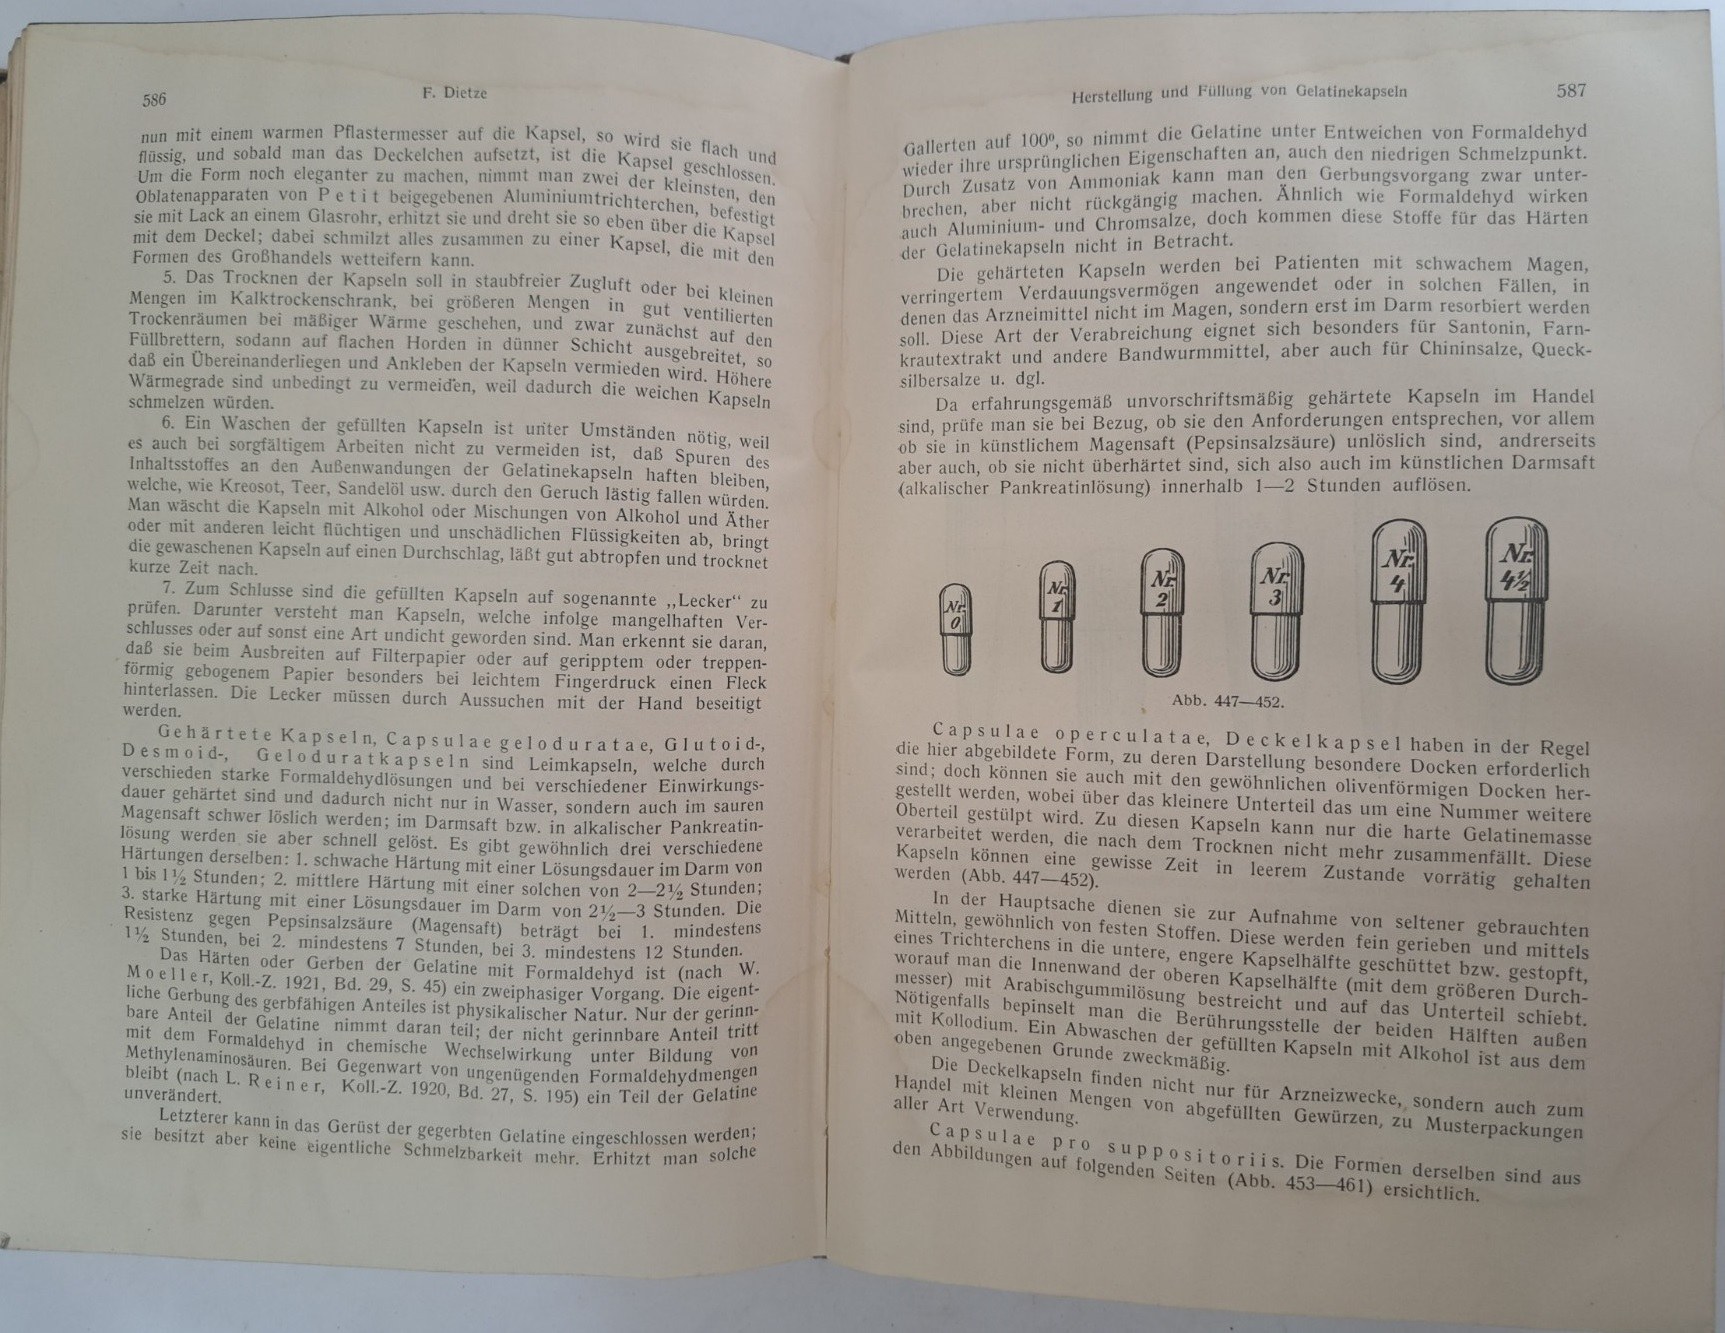 586
F. Dietze
nun mit einem warmen Pflastermesser auf die Kapsel, so wird sie flach und
flüssig, und sobald man das Deckelchen aufsetzt, ist die Kapsel geschlossen.
Um die Form noch eleganter zu machen, nimmt man zwei der kleinsten, den
Oblatenapparaten von Petit beigegebenen Aluminiumtrichterchen, befestigt
sie mit Lack an einem Glasrohr, erhitzt sie und dreht sie so eben über die Kapsel
mit dem Deckel; dabei schmilzt alles zusammen zu einer Kapsel, die mit den
Formen des Großhandels wetteifern kann.
5. Das Trocknen der Kapseln soll in staubfreier Zugluft oder bei kleinen
Mengen im Kalktrockenschrank, bei größeren Mengen in gut ventilierten
Trockenräumen bei mäßiger Wärme geschehen, und zwar zunächst auf den
Füllbrettern, sodann auf flachen Horden in dünner Schicht ausgebreitet, so
daß ein Übereinanderliegen und Ankleben der Kapseln vermieden wird. Höhere
Wärmegrade sind unbedingt zu vermeiden, weil dadurch die weichen Kapseln
schmelzen würden.
6. Ein Waschen der gefüllten Kapseln ist unter Umständen nötig, weil
es auch bei sorgfältigem Arbeiten nicht zu vermeiden ist, daß Spuren des
Inhaltsstoffes an den Außenwandungen der Gelatinekapseln haften bleiben,
welche, wie Kreosot, Teer, Sandelöl usw. durch den Geruch lästig fallen würden.
Man wäscht die Kapseln mit Alkohol oder Mischungen von Alkohol und Äther
oder mit anderen leicht flüchtigen und unschädlichen Flüssigkeiten ab, bringt
die gewaschenen Kapseln auf einen Durchschlag, läßt gut abtropfen und trocknet
kurze Zeit nach.
7. Zum Schlusse sind die gefüllten Kapseln auf sogenannte „Lecker“ zu
prüfen. Darunter versteht man Kapseln, welche infolge mangelhaften Ver-
schlusses oder auf sonst eine Art undicht geworden sind. Man erkennt sie daran,
daß sie beim Ausbreiten auf Filterpapier oder auf geripptem oder treppen-
förmig gebogenem Papier besonders bei leichtem Fingerdruck einen Fleck
hinterlassen. Die Lecker müssen durch Aussuchen mit der Hand beseitigt
werden.
Gehärtete Kapseln, Capsulae geloduratae, Glutoid-,
Desmoid-, Geloduratkapseln sind Leimkapseln, welche durch
verschieden starke Formaldehydlösungen und bei verschiedener Einwirkungs-
dauer gehärtet sind und dadurch nicht nur in Wasser, sondern auch im sauren
Magensaft schwer löslich werden; im Darmsaft bzw. in alkalischer Pankreatin-
lösung werden sie aber schnell gelöst. Es gibt gewöhnlich drei verschiedene
Härtungen derselben: 1. schwache Härtung mit einer Lösungsdauer im Darm von
1 bis 1½ Stunden; 2. mittlere Härtung mit einer solchen von 2—2½ Stunden;
3. starke Härtung mit einer Lösungsdauer im Darm von 2½—3 Stunden. Die
Resistenz gegen Pepsinsalzsäure (Magensaft) beträgt bei 1. mindestens
1½ Stunden, bei 2. mindestens 7 Stunden, bei 3. mindestens 12 Stunden.
Das Härten oder Gerben der Gelatine mit Formaldehyd ist (nach W.
Moeller, Koll.-Z. 1921, Bd. 29, S. 45) ein zweiphasiger Vorgang. Die eigent-
liche Gerbung des gerbfähigen Anteiles ist physikalischer Natur. Nur der gerinn-
bare Anteil der Gelatine nimmt daran teil; der nicht gerinnbare Anteil tritt
mit dem Formaldehyd in chemische Wechselwirkung unter Bildung von
Methylenaminosäuren. Bei Gegenwart von ungenügenden Formaldehydmengen
bleibt (nach L. Reiner, Koll.-Z. 1920, Bd. 27, S. 195) ein Teil der Gelatine
unverändert.
Letzterer kann in das Gerüst der gegerbten Gelatine eingeschlossen werden;
sie besitzt aber keine eigentliche Schmelzbarkeit mehr. Erhitzt man solche
Herstellung und Füllung von Gelatinekapseln
587
Gallerten auf 100⁰, so nimmt die Gelatine unter Entweichen von Formaldehyd
wieder ihre ursprünglichen Eigenschaften an, auch den niedrigen Schmelzpunkt.
Durch Zusatz von Ammoniak kann man den Gerbungsvorgang zwar unter-
brechen, aber nicht rückgängig machen. Ähnlich wie Formaldehyd wirken
auch Aluminium- und Chromsalze, doch kommen diese Stoffe für das Härten
der Gelatinekapseln nicht in Betracht.
Die gehärteten Kapseln werden bei Patienten mit schwachem Magen,
verringertem Verdauungsvermögen angewendet oder in solchen Fällen, in
denen das Arzneimittel nicht im Magen, sondern erst im Darm resorbiert werden
soll. Diese Art der Verabreichung eignet sich besonders für Santonin, Farn-
krautextrakt und andere Bandwurmmittel, aber auch für Chininsalze, Queck-
silbersalze u. dgl.
Da erfahrungsgemäß unvorschriftsmäßig gehärtete Kapseln im Handel
sind, prüfe man sie bei Bezug, ob sie den Anforderungen entsprechen, vor allem
ob sie in künstlichem Magensaft (Pepsinsalzsäure) unlöslich sind, andrerseits
aber auch, ob sie nicht überhärtet sind, sich also auch im künstlichen Darmsaft
(alkalischer Pankreatinlösung) innerhalb 1—2 Stunden auflösen.
Nr. 0
Nr. 1
Nr. 2
Nr. 3
Nr. 4
Nr. 4½
Abb. 447—452.
Capsulae operculatae, Deckelkapsel haben in der Regel
die hier abgebildete Form, zu deren Darstellung besondere Docken erforderlich
sind; doch können sie auch mit den gewöhnlichen olivenförmigen Docken her-
gestellt werden, wobei über das kleinere Unterteil das um eine Nummer weitere
Oberteil gestülpt wird. Zu diesen Kapseln kann nur die harte Gelatinemasse
verarbeitet werden, die nach dem Trocknen nicht mehr zusammenfällt. Diese
Kapseln können eine gewisse Zeit in leerem Zustande vorrätig gehalten
werden (Abb. 447—452).
In der Hauptsache dienen sie zur Aufnahme von seltener gebrauchten
Mitteln, gewöhnlich von festen Stoffen. Diese werden fein gerieben und mittels
eines Trichterchens in die untere, engere Kapselhälfte geschüttet bzw. gestopft,
worauf man die Innenwand der oberen Kapselhälfte (mit dem größeren Durch-
messer) mit Arabischgummilösung bestreicht und auf das Unterteil schiebt.
Nötigenfalls bepinselt man die Berührungsstelle der beiden Hälften außen
mit Kollodium. Ein Abwaschen der gefüllten Kapseln mit Alkohol ist aus dem
oben angegebenen Grunde zweckmäßig.
Die Deckelkapseln finden nicht nur für Arzneizwecke, sondern auch zum
Handel mit kleinen Mengen von abgefüllten Gewürzen, zu Musterpackungen
aller Art Verwendung.
Capsulae pro suppositoriis. Die Formen derselben sind aus
den Abbildungen auf folgenden Seiten (Abb. 453—461) ersichtlich.